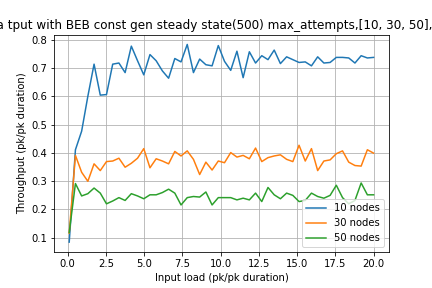 a tput with BEB const gen steady state(500) max_attempts,[10, 30, 50],
0.8
0.7
0.6
0.5
0.4
0.3
0.2
0.1
Throughput (pk/pk duration)
10 nodes
30 nodes
50 nodes
0.0 2.5 5.0 7.5 10.0 12.5 15.0 17.5 20.0
Input load (pk/pk duration)